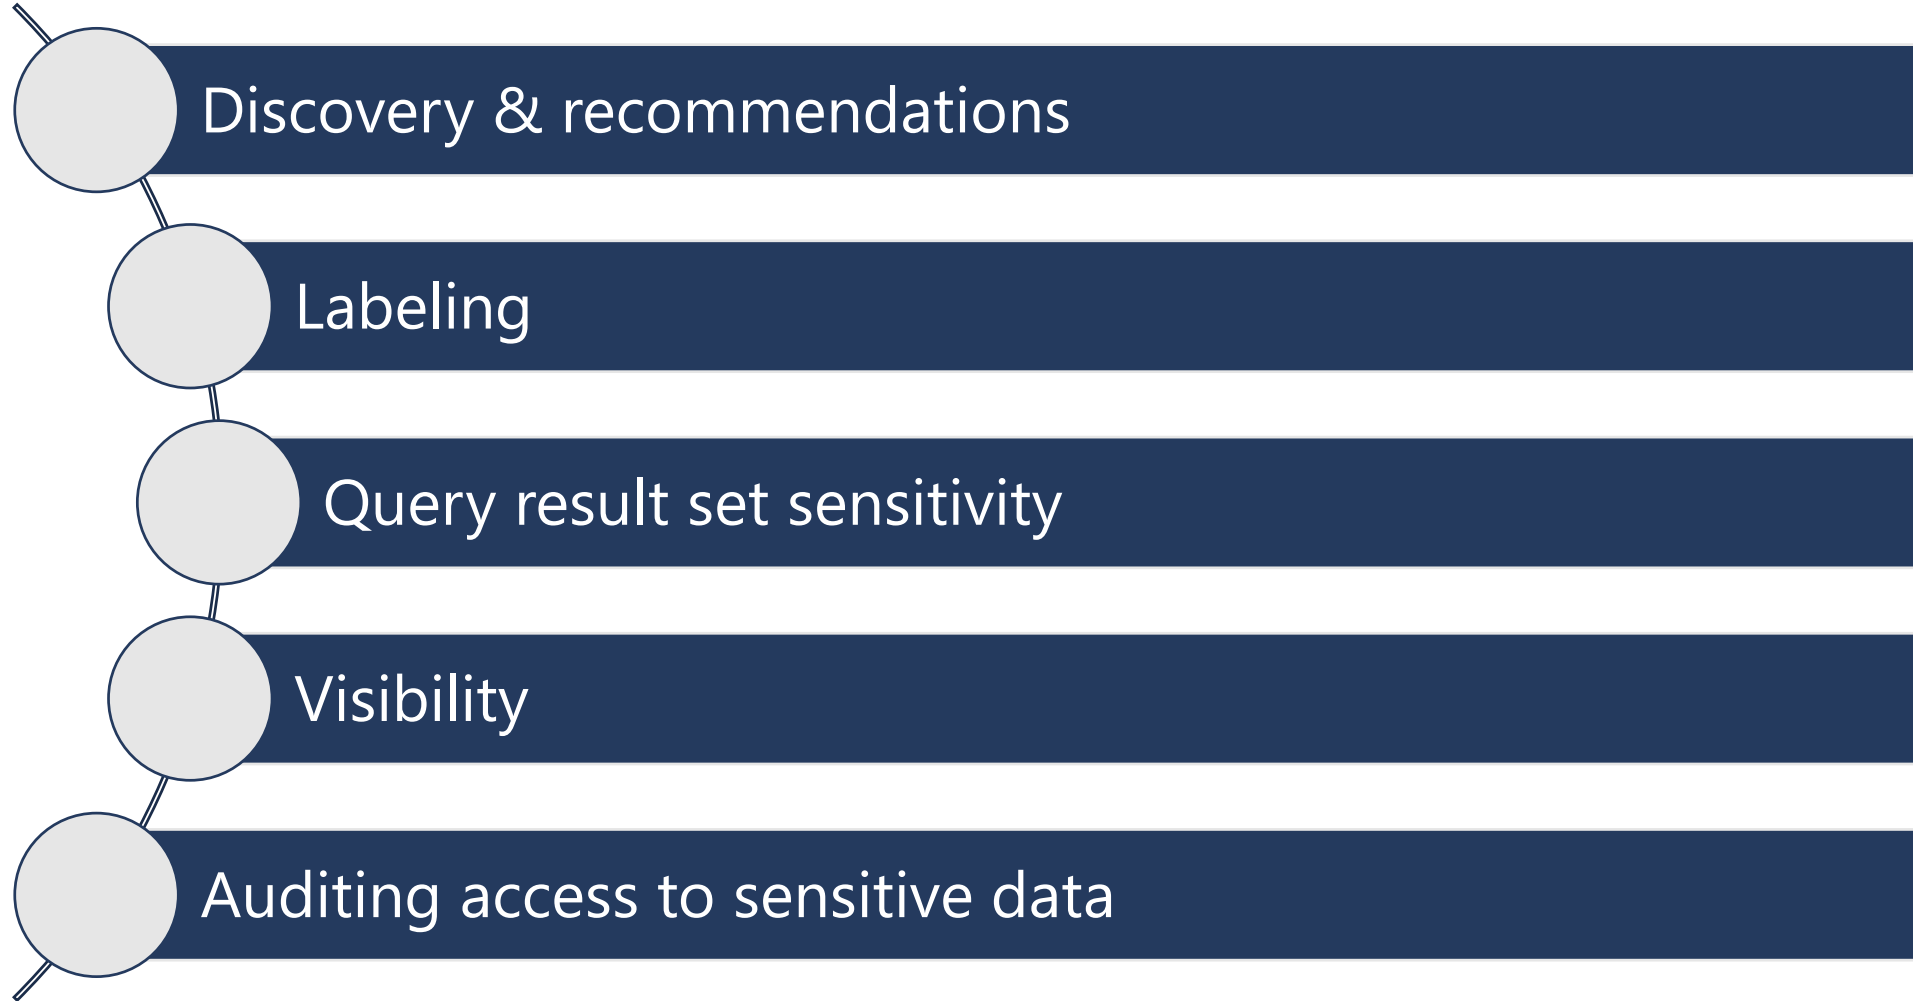 Discovery & recommendations
Labeling
Query result set sensitivity
Visibility
Auditing access to sensitive data